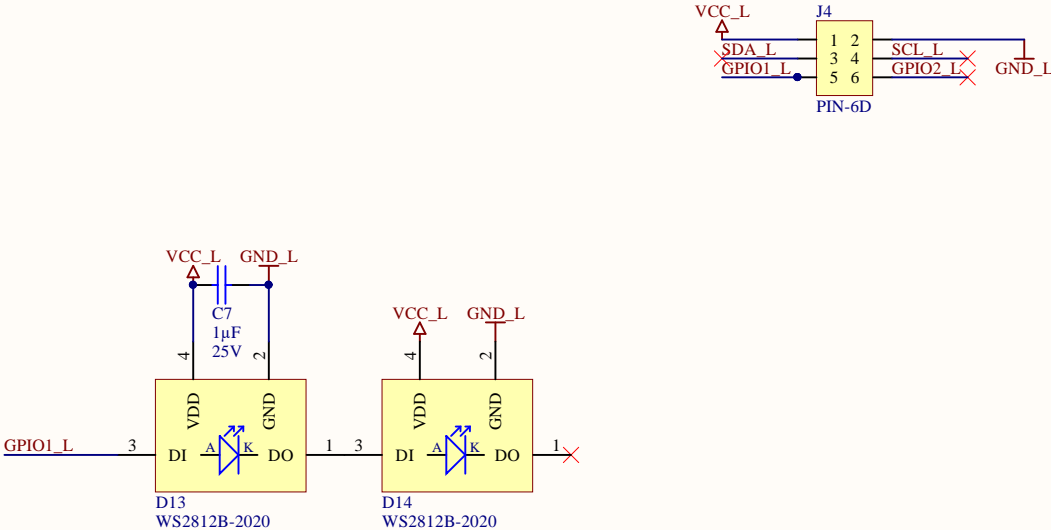 VCC_L
J4
1 2
SDA_L
3 4
SCL_L
GPIO1_L
5 6
GPIO2_L
GND_L
PIN-6D
VCC_L
GND_L
C7
1µF
25V
4
2
VDD
GND
GPIO1_L
3
DI
A
K
DO
1
D13
WS2812B-2020
VCC_L
GND_L
4
2
VDD
GND
3
DI
A
K
DO
1
D14
WS2812B-2020